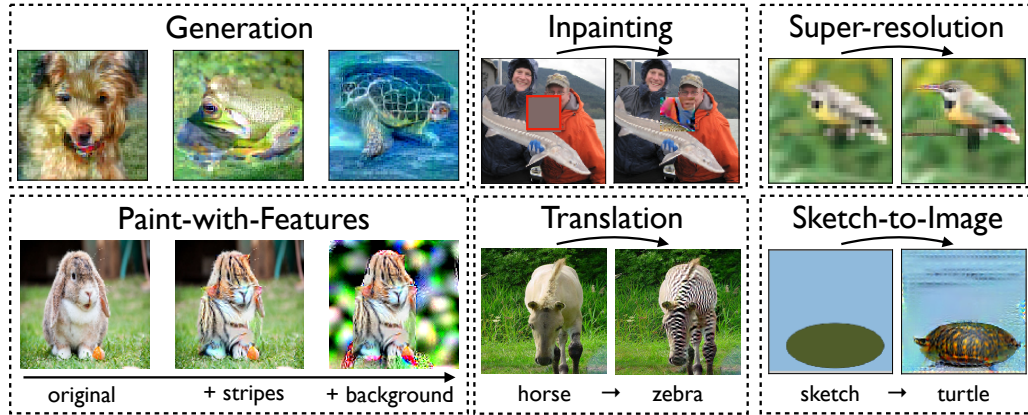 Generation
Inpainting
Super-resolution
Paint-with-Features
original
+ stripes
+ background
Translation
horse → zebra
Sketch-to-Image
sketch → turtle